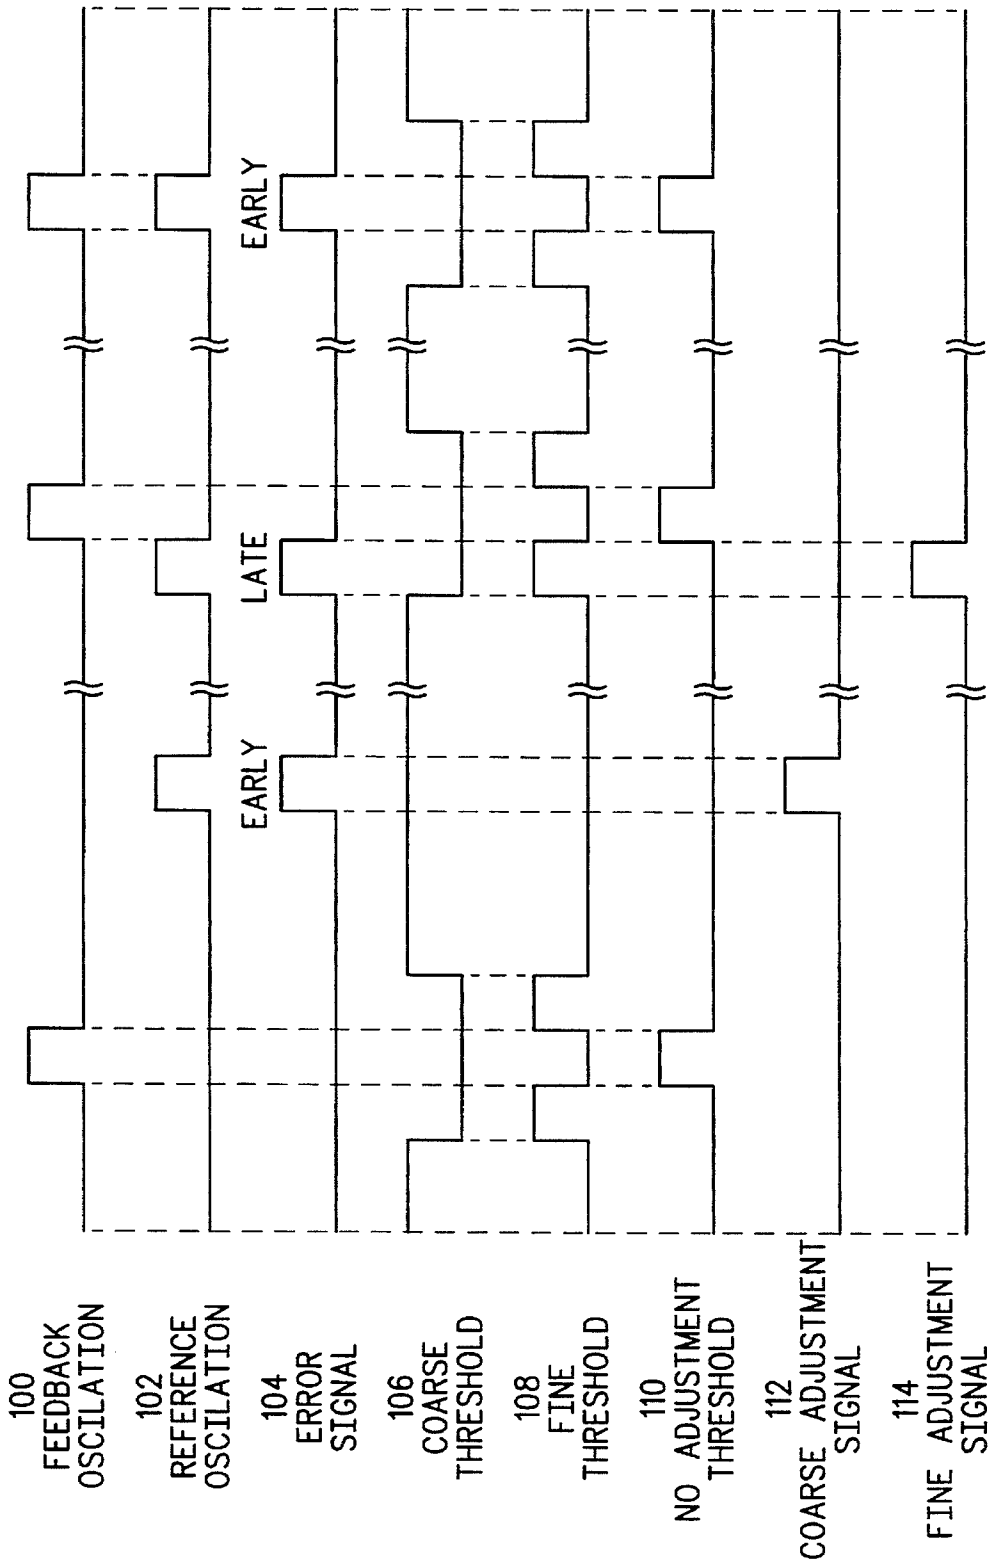 100
FEEDBACK
OSCILATION
102
REFERENCE
OSCILATION
104
ERROR
SIGNAL
EARLY
LATE
EARLY
106
COARSE
THRESHOLD
108
FINE
THRESHOLD
110
NO ADJUSTMENT
THRESHOLD
112
COARSE ADJUSTMENT
SIGNAL
114
FINE ADJUSTMENT
SIGNAL